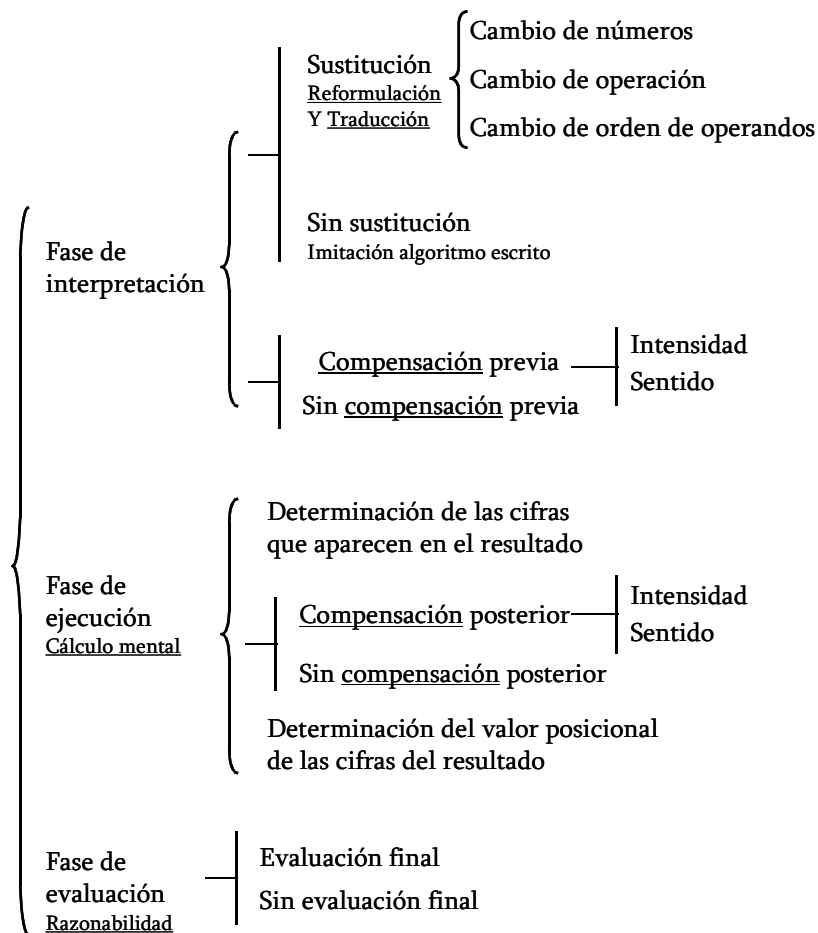 Cambio de números
Sustitución
Reformulación
Y Traducción
Cambio de operación
Cambio de orden de operandos
Sin sustitución
Imitación algoritmo escrito
Fase de
interpretación
Compensación previa
Sin compensación previa
Intensidad
Sentido
Determinación de las cifras
que aparecen en el resultado
Fase de
ejecución
Cálculo mental
Compensación posterior
Intensidad
Sentido
Sin compensación posterior
Determinación del valor posicional
de las cifras del resultado
Fase de
evaluación
Razonabilidad
Evaluación final
Sin evaluación final